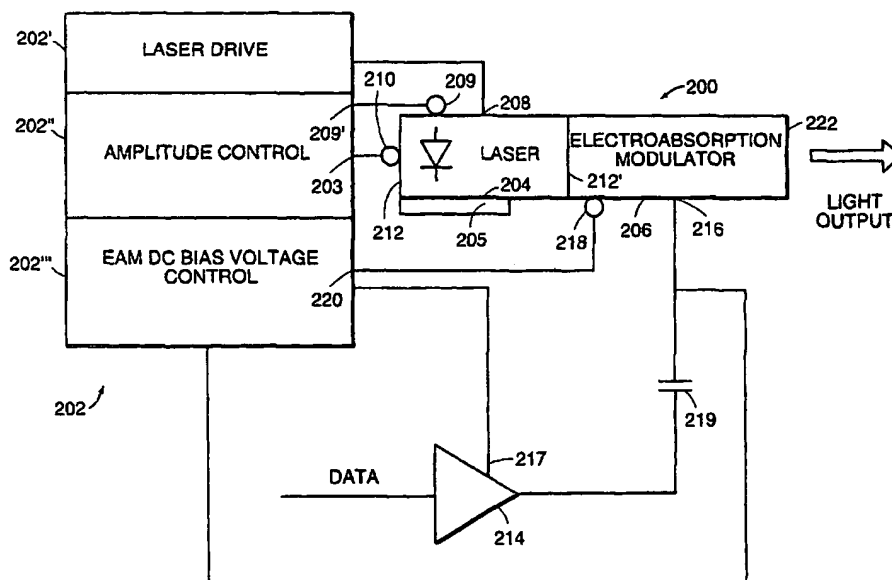 202'
LASER DRIVE
210
209
208
200
209'
202"
AMPLITUDE CONTROL
203
LASER
ELECTROABSORPTION
MODULATOR
222
212
204
205
212'
218
206
216
LIGHT
OUTPUT
202'''
EAM DC BIAS VOLTAGE
CONTROL
220
202
219
DATA
217
214